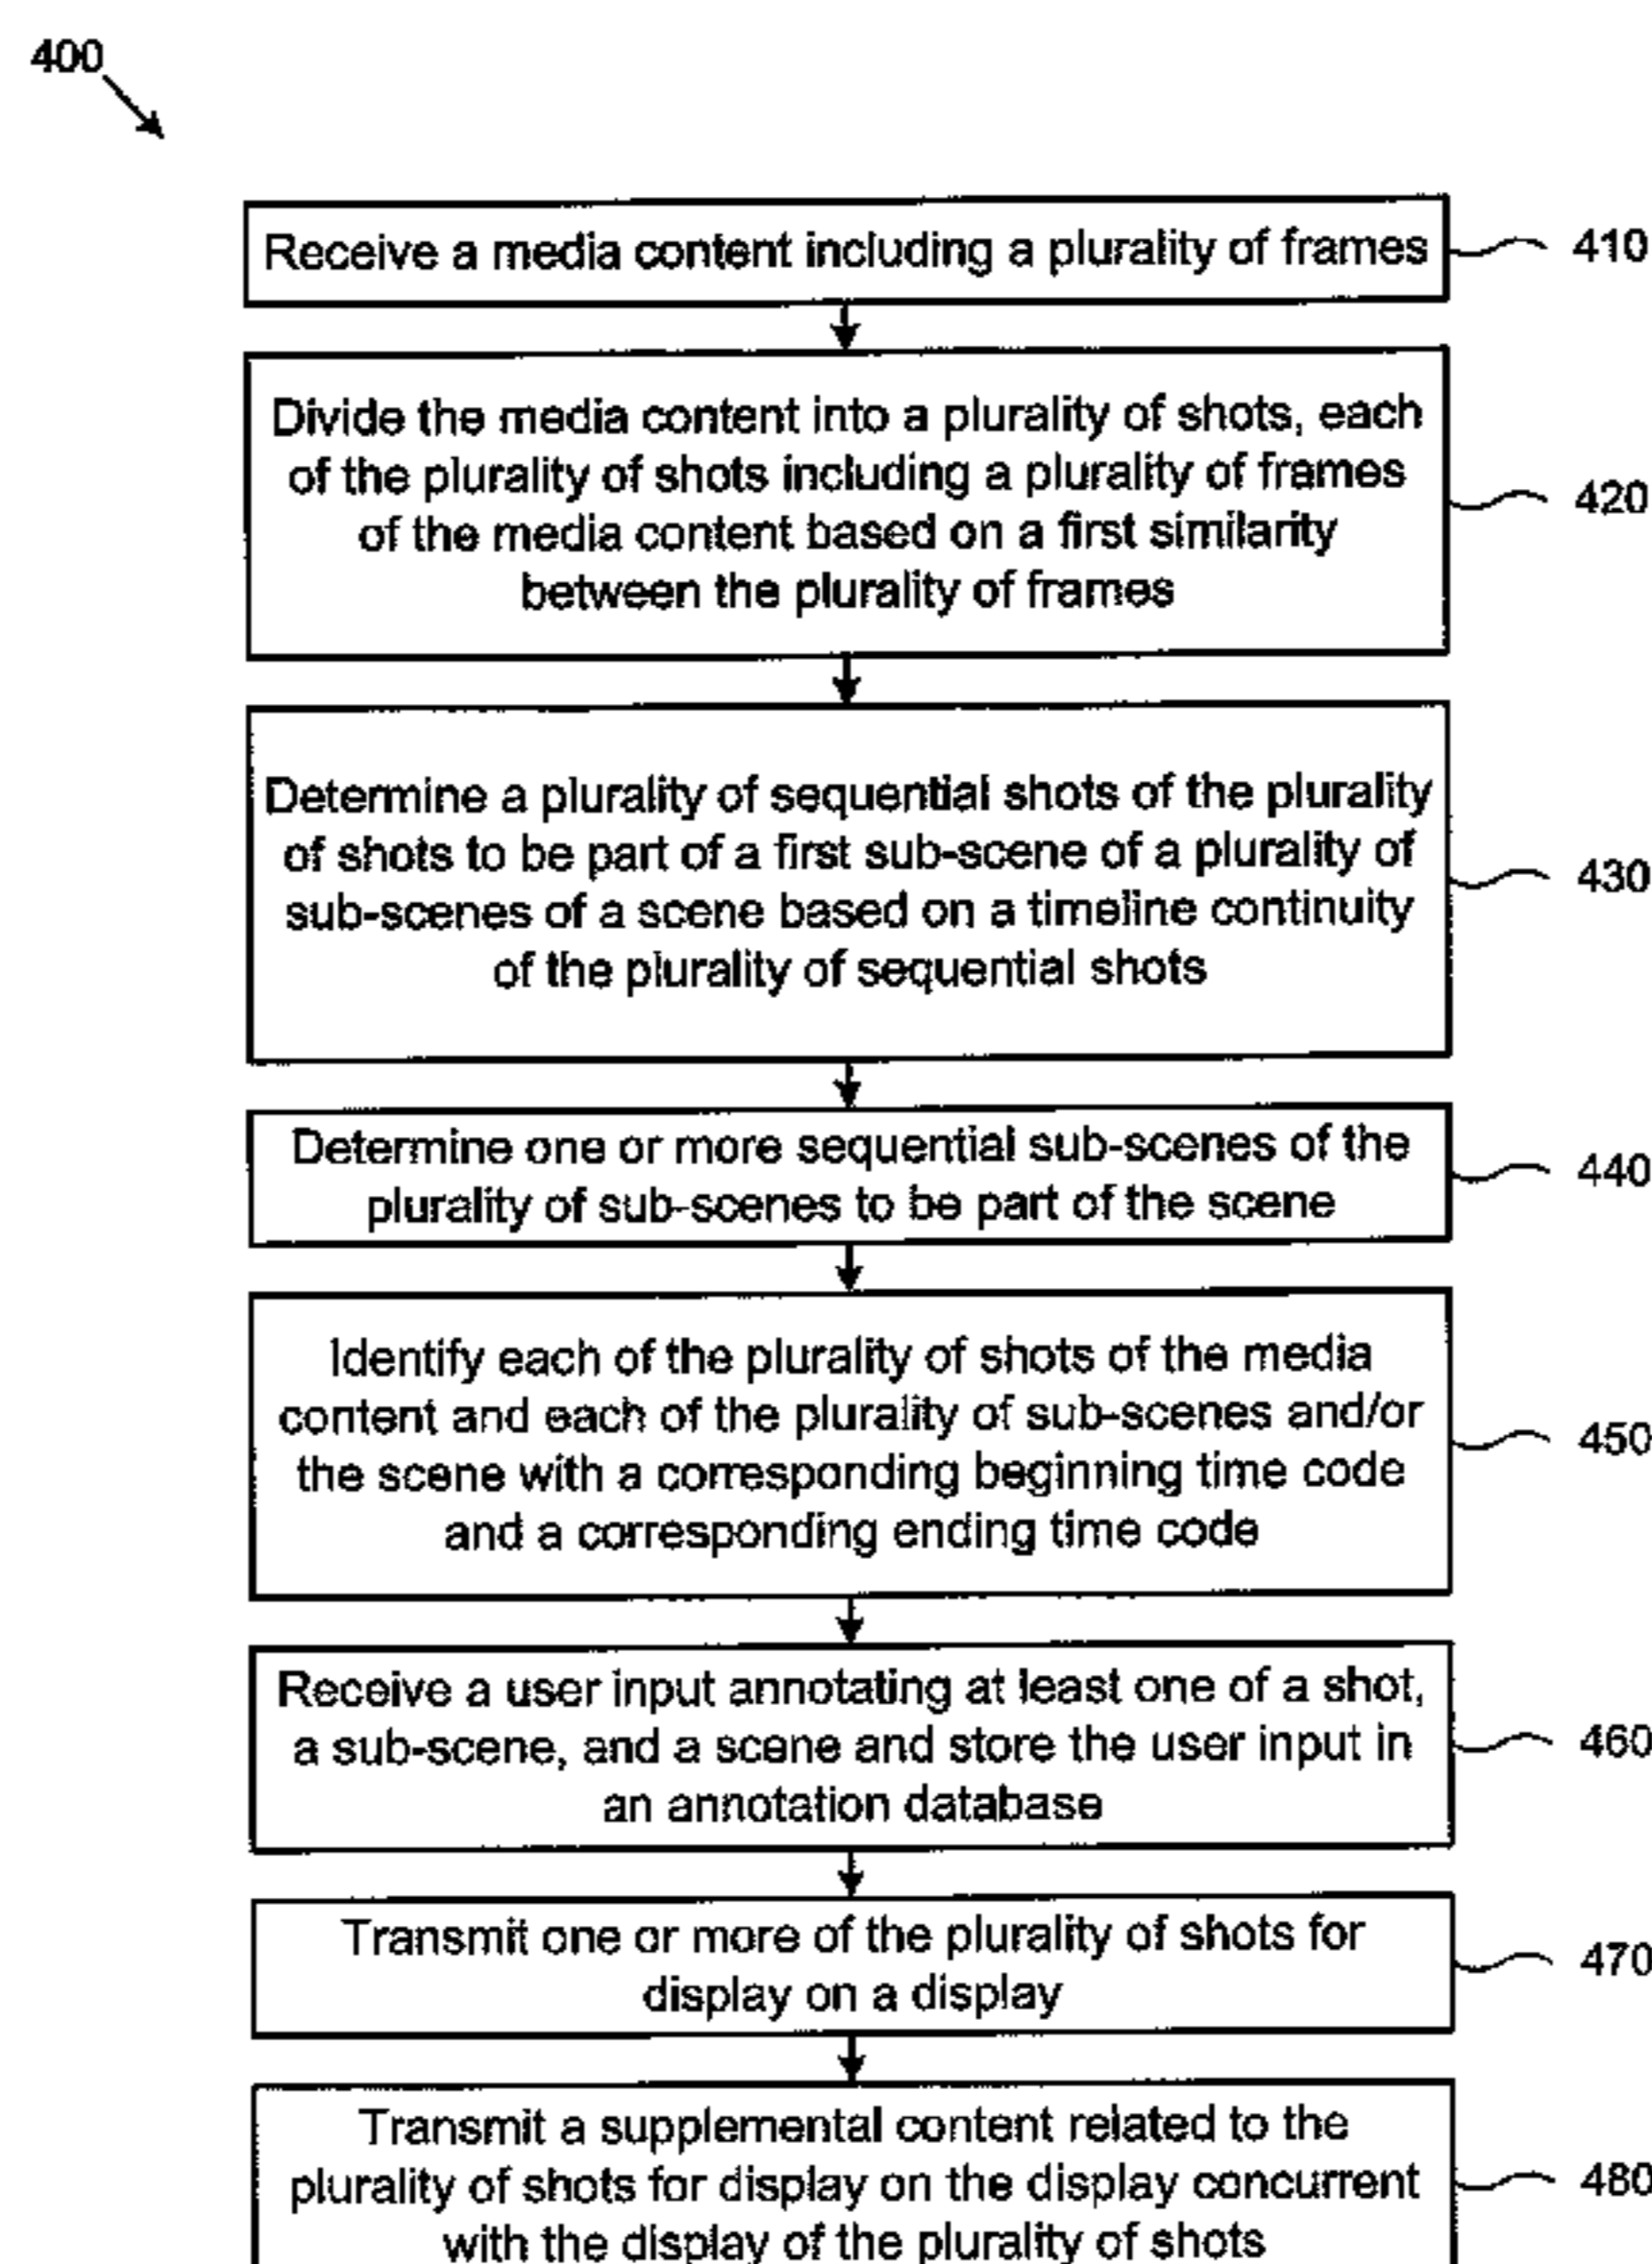 400
Receive a media content including a plurality of frames
410
Divide the media content into a plurality of shots, each
of the plurality of shots including a plurality of frames
of the media content based on a first similarity
between the plurality of frames
420
Determine a plurality of sequential shots of the plurality
of shots to be part of a first sub-scene of a plurality of
sub-scenes of a scene based on a timeline continuity
of the plurality of sequential shots
430
Determine one or more sequential sub-scenes of the
plurality of sub-scenes to be part of the scene
440
Identify each of the plurality of shots of the media
content and each of the plurality of sub-scenes and/or
the scene with a corresponding beginning time code
and a corresponding ending time code
450
Receive a user input annotating at least one of a shot,
a sub-scene, and a scene and store the user input in
an annotation database
460
Transmit one or more of the plurality of shots for
display on a display
470
Transmit a supplemental content related to the
plurality of shots for display on the display concurrent
with the display of the plurality of shots
480